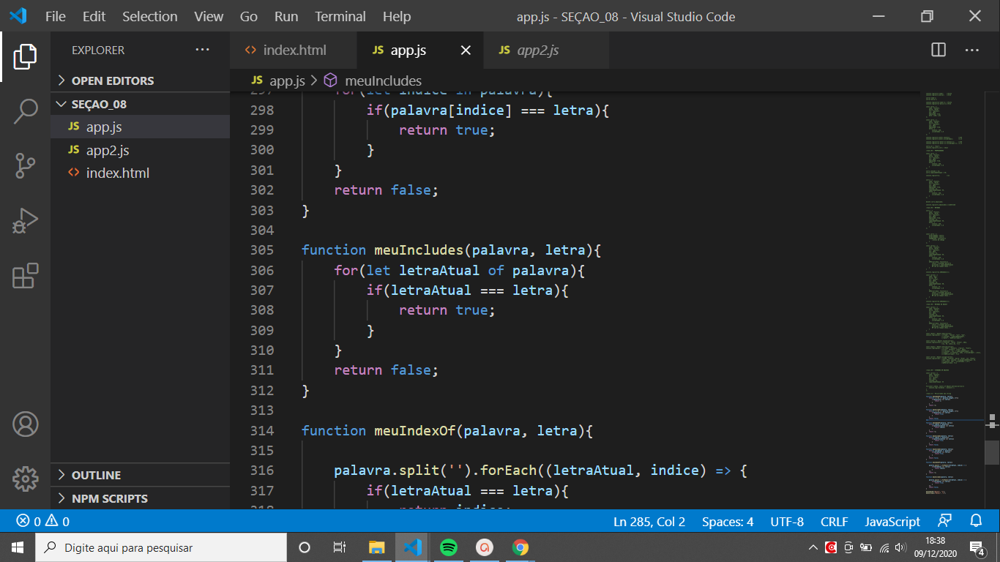 File Edit Selection View Go Run Terminal Help app.js - SEÇAO_08 - Visual Studio Code
EXPLORER ···
OPEN EDITORS
SEÇAO_08
JS app.js
JS app2.js
<> index.html
OUTLINE
NPM SCRIPTS
<> index.html JS app.js JS app2.js
JS app.js > meuIncludes
297 for(let indice in palavra){
298 if(palavra[indice] === letra){
299 return true;
300 }
301 }
302 return false;
303 }
304
305 function meuIncludes(palavra, letra){
306 for(let letraAtual of palavra){
307 if(letraAtual === letra){
308 return true;
309 }
310 }
311 return false;
312 }
313
314 function meuIndexOf(palavra, letra){
315
316 palavra.split('').forEach((letraAtual, indice) => {
317 if(letraAtual === letra){
318 return indice;
0 0 Ln 285, Col 2 Spaces: 4 UTF-8 CRLF JavaScript
Digite aqui para pesquisar
18:38
09/12/2020
4